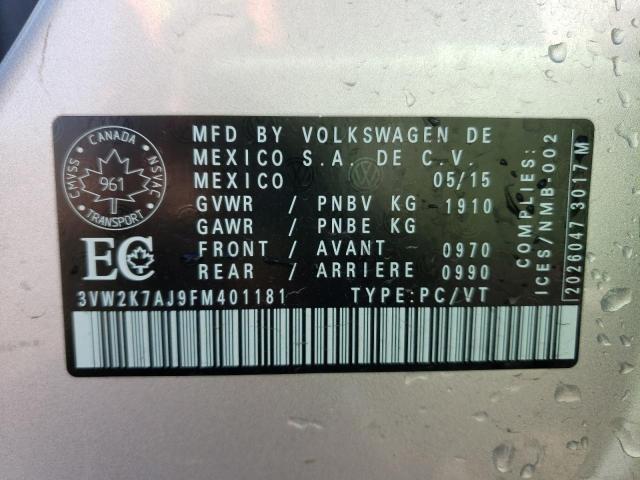 CMVSS CANADA NSVAC
961
TRANSPORT
EC
MFD BY VOLKSWAGEN DE
MEXICO S.A. DE C.V.
MEXICO 05/15
GVWR / PNBV KG 1910
GAWR / PNBE KG
FRONT / AVANT 0970
REAR / ARRIERE 0990
3VW2K7AJ9FM401181 TYPE:PC/VT
COMPLIES:
ICES/NMB-002
2026047 3017 M